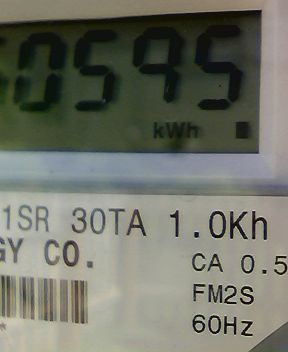 0595
kWh
1SR 30TA 1.0Kh
GY CO.
CA 0.5
FM2S
60Hz